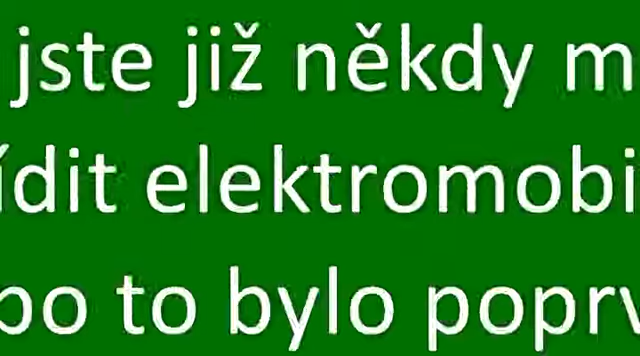 jste již někdy m
ídit elektromobi
bo to bylo poprv